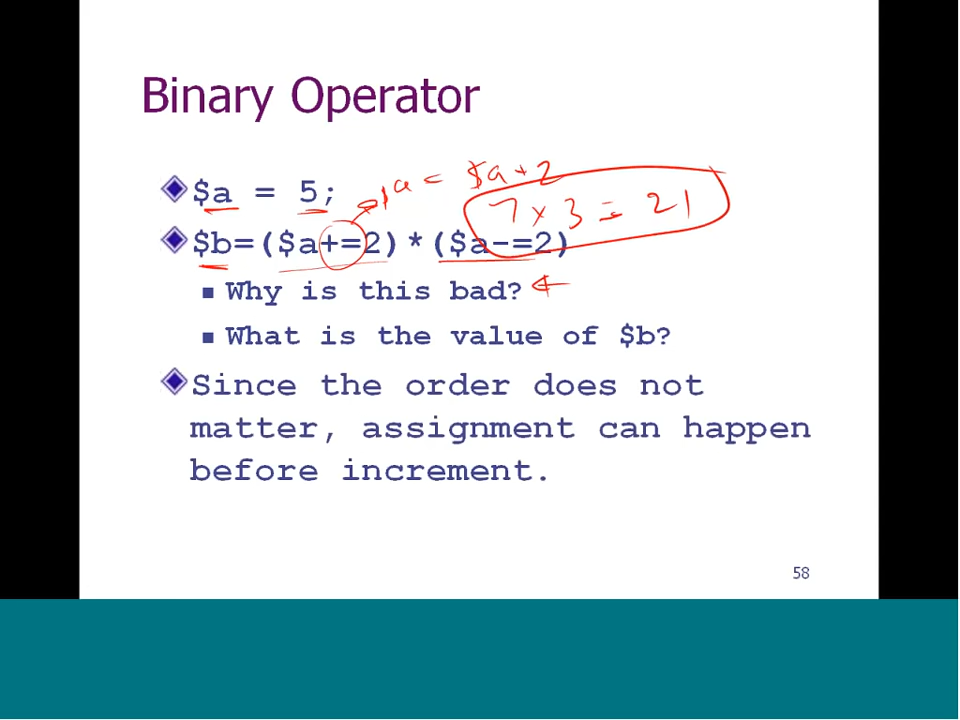 Binary Operator
$a = 5;
$a = $a + 2
7 x 3 = 21
$b=($a+=2)*($a-=2)
Why is this bad?
What is the value of $b?
Since the order does not
matter, assignment can happen
before increment.
58